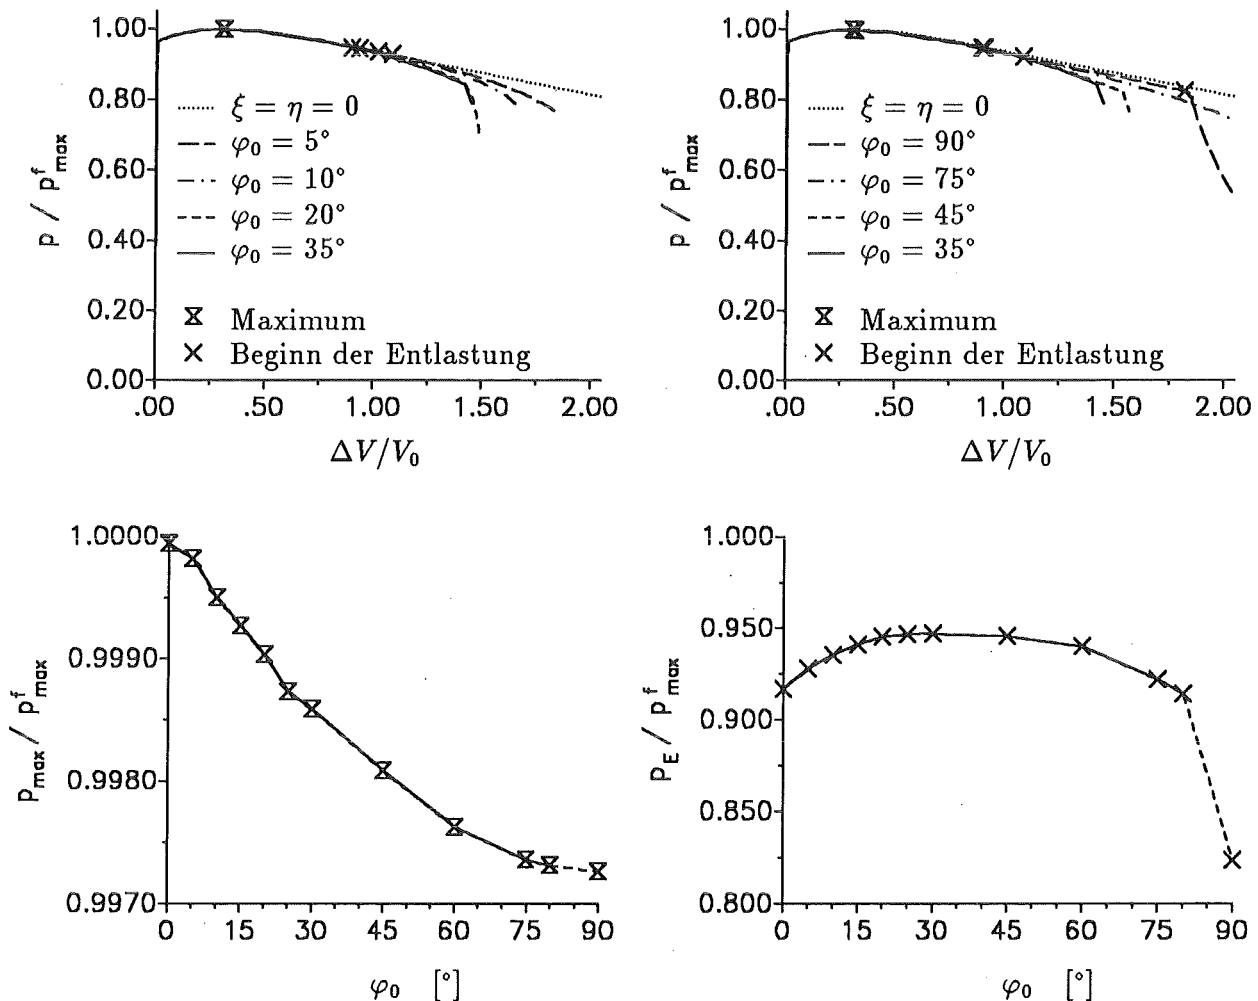 1.00
0.80
0.60
0.40
0.20
0.00
p / p^f_max
ξ = η = 0
φ₀ = 5°
φ₀ = 10°
φ₀ = 20°
φ₀ = 35°
Maximum
Beginn der Entlastung
.00 .50 1.00 1.50 2.00
ΔV/V₀
1.00
0.80
0.60
0.40
0.20
0.00
p / p^f_max
ξ = η = 0
φ₀ = 90°
φ₀ = 75°
φ₀ = 45°
φ₀ = 35°
Maximum
Beginn der Entlastung
.00 .50 1.00 1.50 2.00
ΔV/V₀
1.0000
0.9990
0.9980
0.9970
p_max / p^f_max
0 15 30 45 60 75 90
φ₀ [°]
1.000
0.950
0.900
0.850
0.800
p_E / p^f_max
0 15 30 45 60 75 90
φ₀ [°]